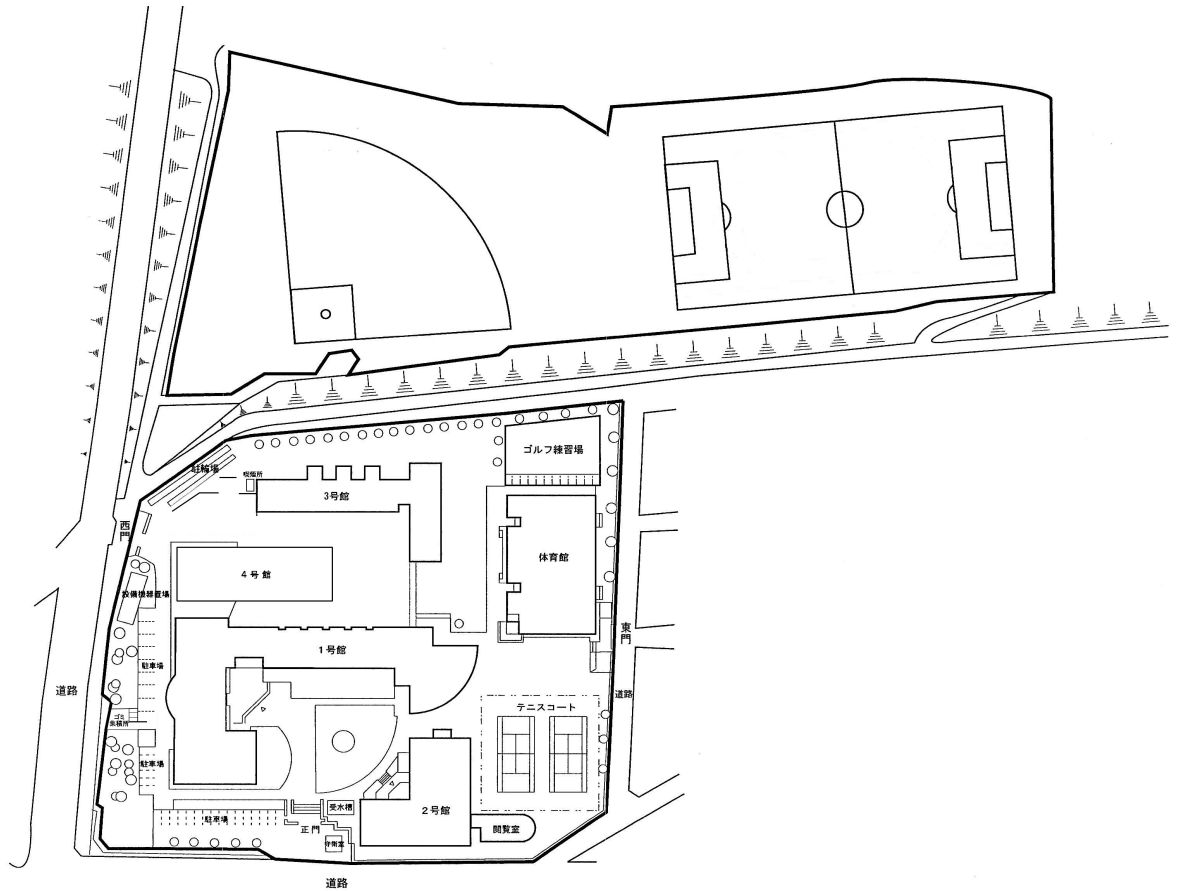 ゴルフ練習場
駐輪場
喫煙所
3号館
西門
体育館
4号館
設備機器置場
東門
1号館
駐車場
道路
道路
テニスコート
ゴミ
集積所
駐車場
受水槽
2号館
駐車場
正門
閲覧室
守衛室
道路